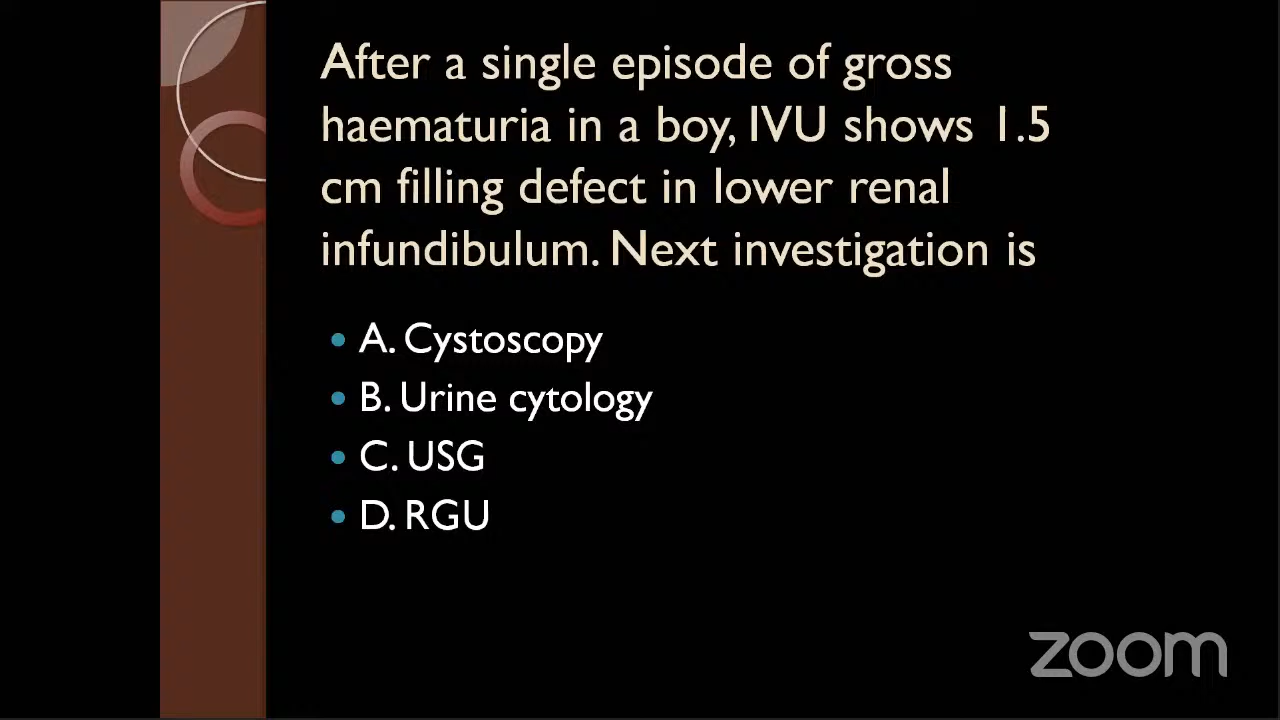 After a single episode of gross
haematuria in a boy, IVU shows 1.5
cm filling defect in lower renal
infundibulum. Next investigation is
• A. Cystoscopy
• B. Urine cytology
• C. USG
• D. RGU
zoom